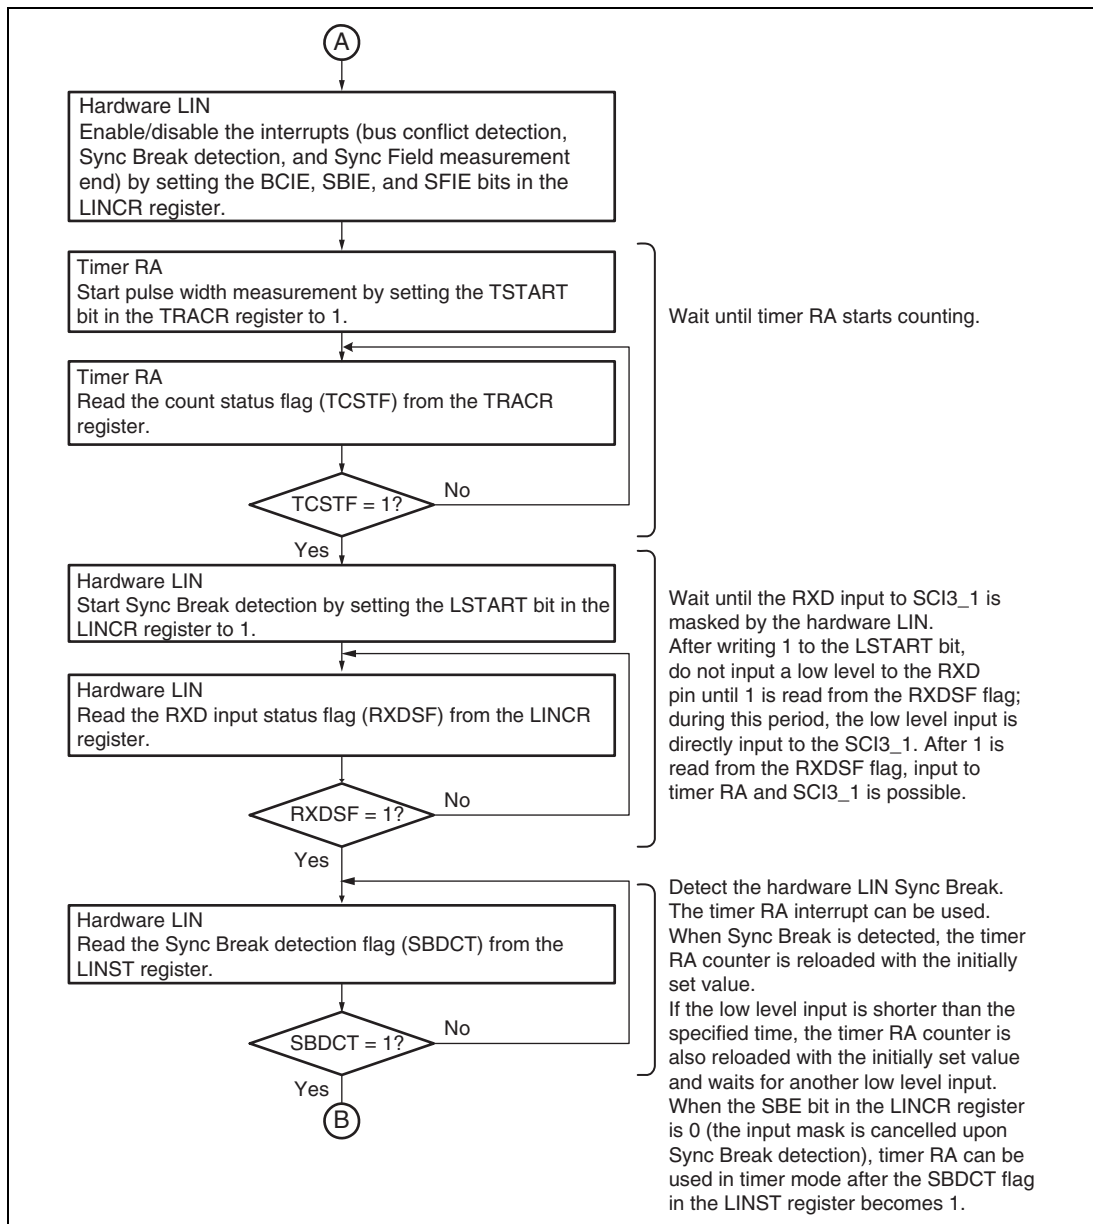 A
Hardware LIN
Enable/disable the interrupts (bus conflict detection,
Sync Break detection, and Sync Field measurement
end) by setting the BCIE, SBIE, and SFIE bits in the
LINCR register.
Timer RA
Start pulse width measurement by setting the TSTART
bit in the TRACR register to 1.
Wait until timer RA starts counting.
Timer RA
Read the count status flag (TCSTF) from the TRACR
register.
TCSTF = 1?
No
Yes
Hardware LIN
Start Sync Break detection by setting the LSTART bit in the
LINCR register to 1.
Hardware LIN
Read the RXD input status flag (RXDSF) from the LINCR
register.
RXDSF = 1?
No
Yes
Wait until the RXD input to SCI3_1 is
masked by the hardware LIN.
After writing 1 to the LSTART bit,
do not input a low level to the RXD
pin until 1 is read from the RXDSF flag;
during this period, the low level input is
directly input to the SCI3_1. After 1 is
read from the RXDSF flag, input to
timer RA and SCI3_1 is possible.
Hardware LIN
Read the Sync Break detection flag (SBDCT) from the
LINST register.
SBDCT = 1?
No
Yes
B
Detect the hardware LIN Sync Break.
The timer RA interrupt can be used.
When Sync Break is detected, the timer
RA counter is reloaded with the initially
set value.
If the low level input is shorter than the
specified time, the timer RA counter is
also reloaded with the initially set value
and waits for another low level input.
When the SBE bit in the LINCR register
is 0 (the input mask is cancelled upon
Sync Break detection), timer RA can be
used in timer mode after the SBDCT flag
in the LINST register becomes 1.